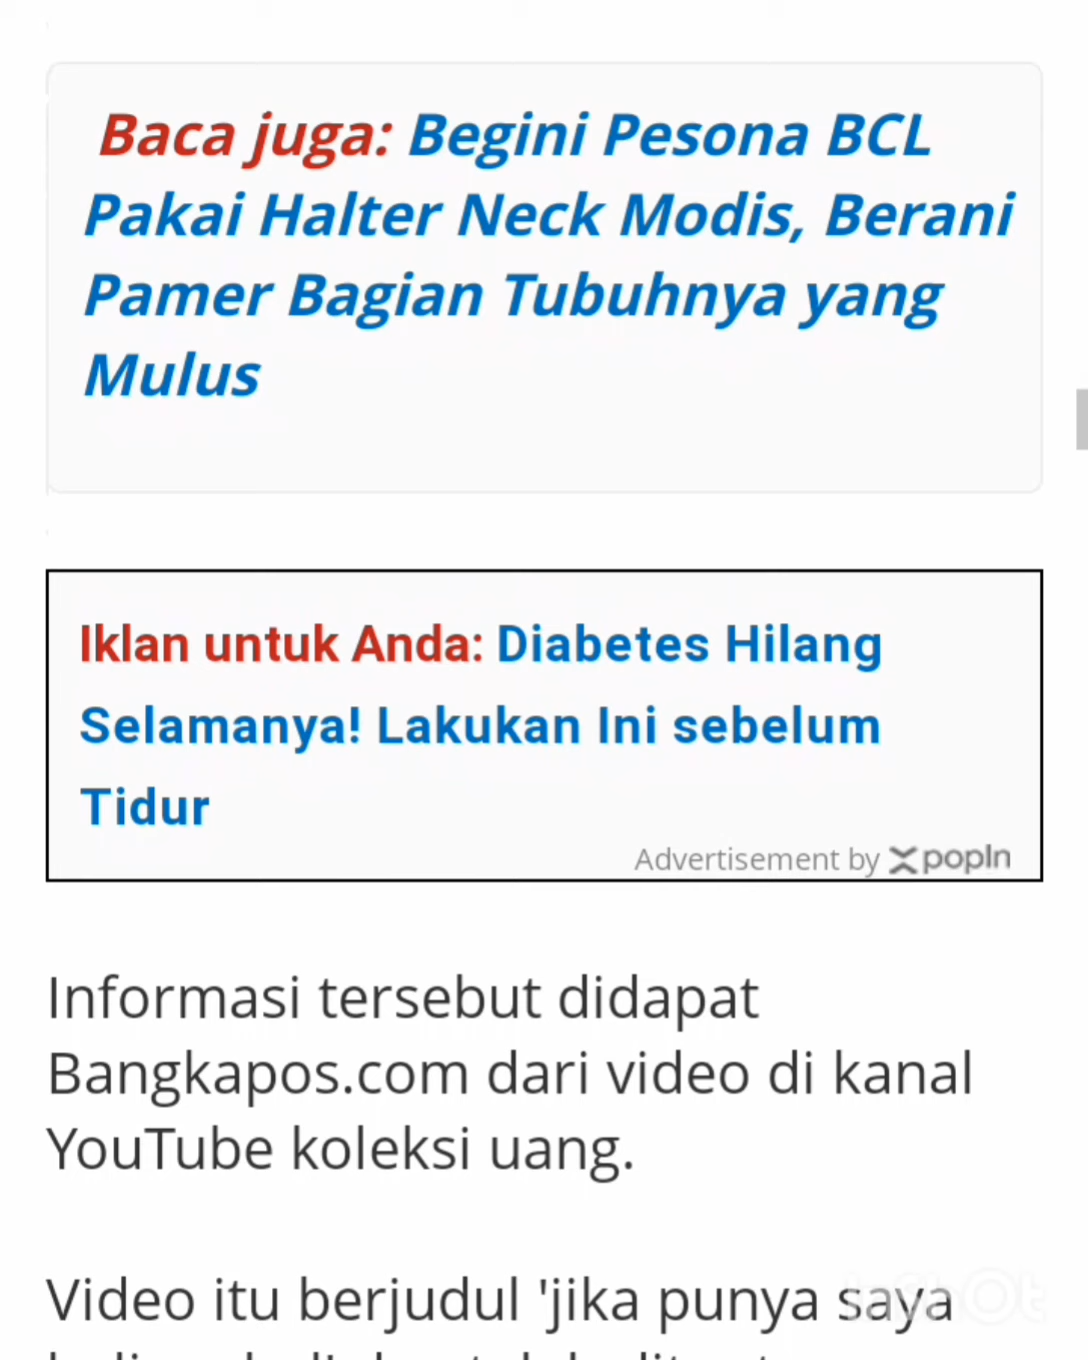 Baca juga: Begini Pesona BCL
Pakai Halter Neck Modis, Berani
Pamer Bagian Tubuhnya yang
Mulus
Iklan untuk Anda: Diabetes Hilang
Selamanya! Lakukan Ini sebelum
Tidur
Advertisement by popIn
Informasi tersebut didapat
Bangkapos.com dari video di kanal
YouTube koleksi uang.
Video itu berjudul 'jika punya saya
InShOt